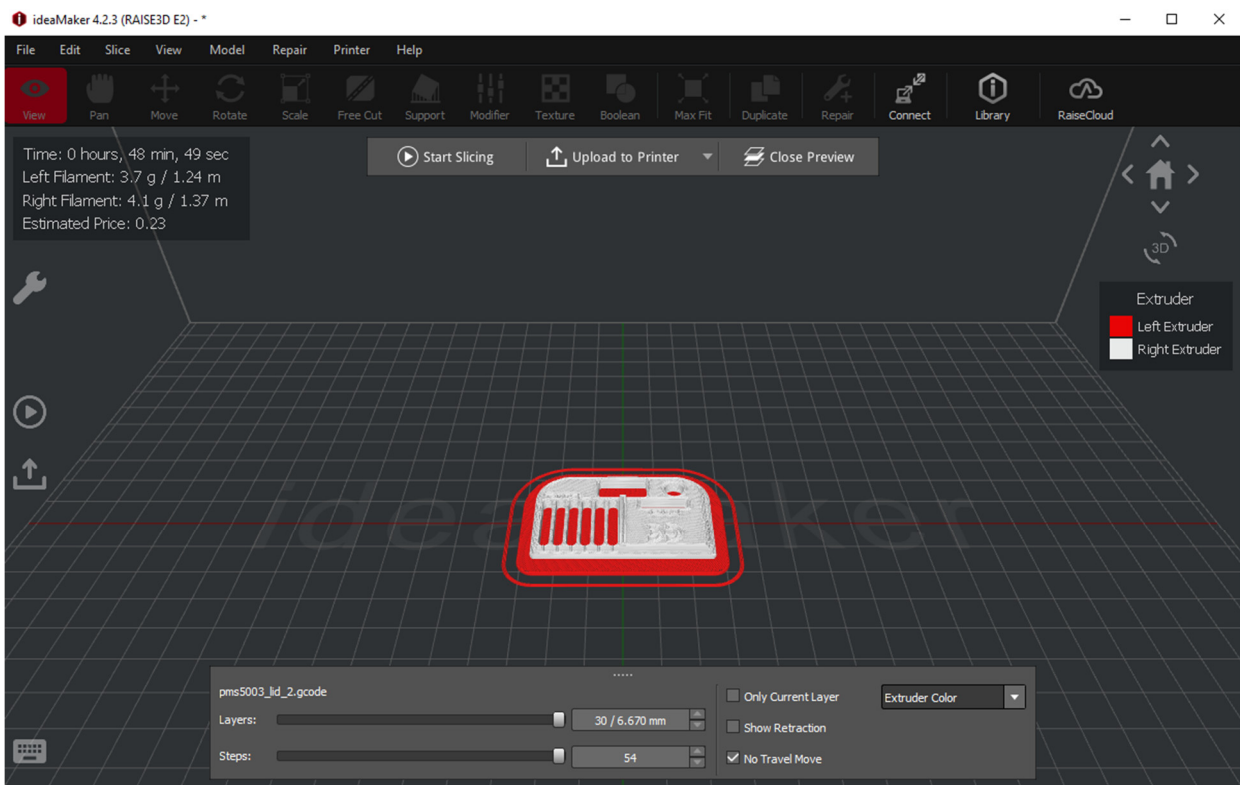 ideaMaker 4.2.3 (RAISE3D E2) - *
File Edit Slice View Model Repair Printer Help
View Pan Move Rotate Scale Free Cut Support Modifier Texture Boolean Max Fit Duplicate Repair Connect Library RaiseCloud
Time: 0 hours, 48 min, 49 sec
Left Filament: 3.7 g / 1.24 m
Right Filament: 4.1 g / 1.37 m
Estimated Price: 0.23
Start Slicing Upload to Printer Close Preview
3D
Extruder
Left Extruder
Right Extruder
ideaMaker
pms5003_lid_2.gcode
Layers: 30 / 6.670 mm
Steps: 54
Only Current Layer Extruder Color
Show Retraction
No Travel Move